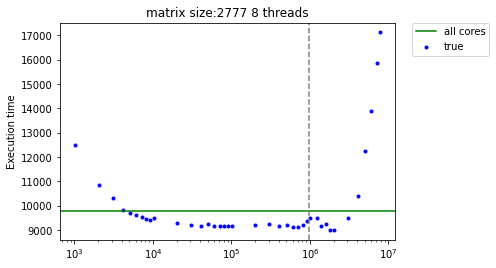 matrix size:2777 8 threads
all cores
true
Execution time
17000
16000
15000
14000
13000
12000
11000
10000
9000
10³ 10⁴ 10⁵ 10⁶ 10⁷